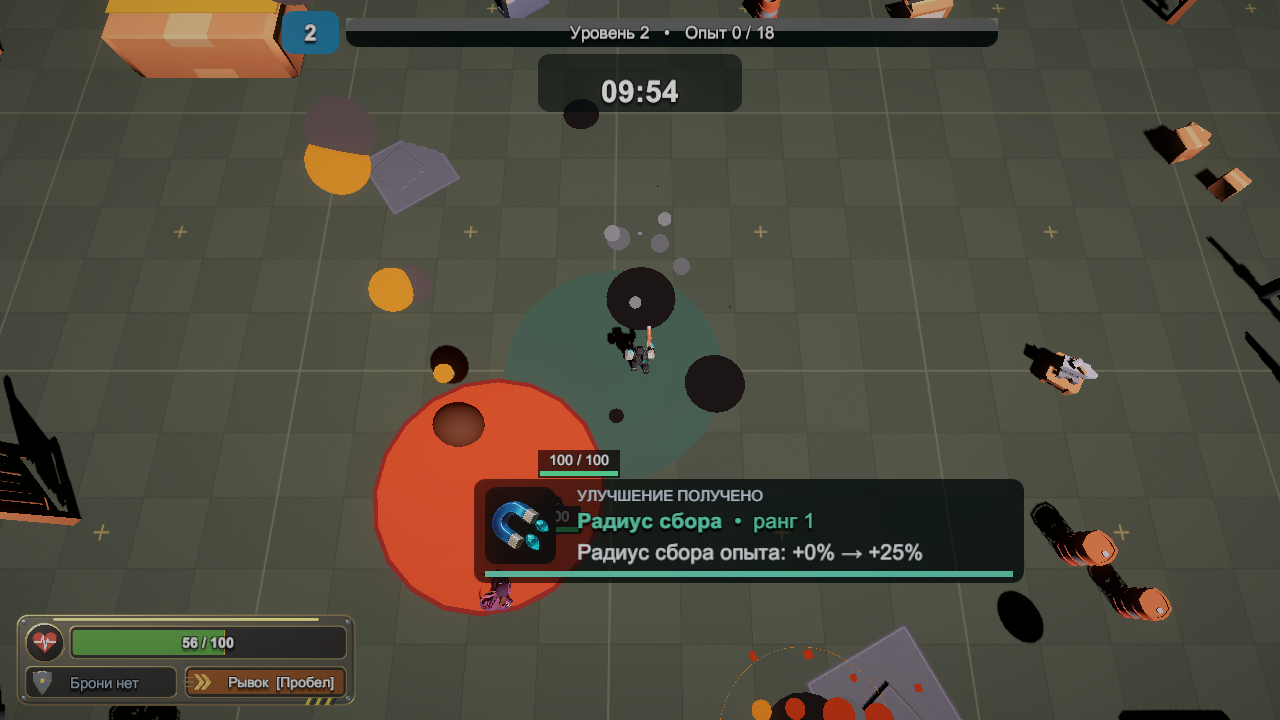 2
Уровень 2 • Опыт 0 / 18
09:54
100 / 100
УЛУЧШЕНИЕ ПОЛУЧЕНО
Радиус сбора • ранг 1
Радиус сбора опыта: +0% → +25%
56 / 100
Брони нет
Рывок [Пробел]